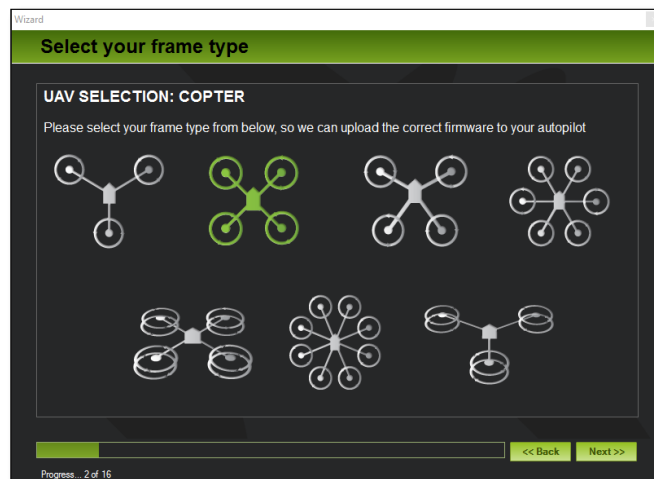 Wizard
Select your frame type
UAV SELECTION: COPTER
Please select your frame type from below, so we can upload the correct firmware to your autopilot
<< Back Next >>
Progress... 2 of 16